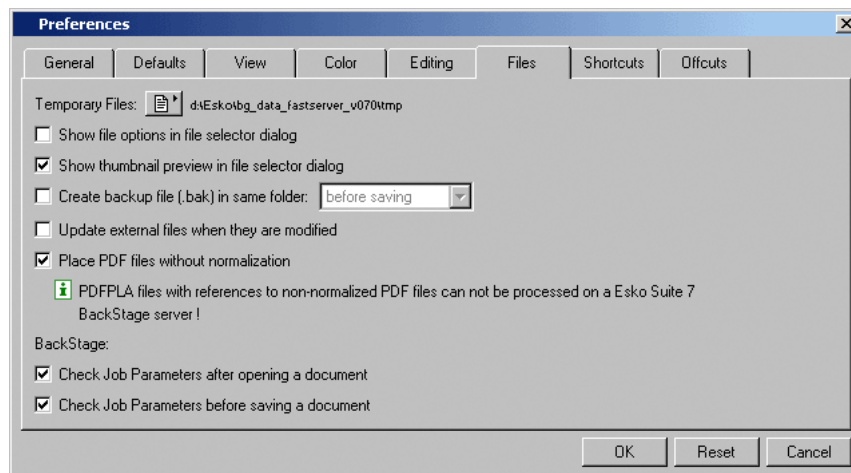 Preferences
General Defaults View Color Editing Files Shortcuts Offcuts
Temporary Files: d:\Esko\bg_data_fastserver_v070\tmp
Show file options in file selector dialog
Show thumbnail preview in file selector dialog
Create backup file (.bak) in same folder: before saving
Update external files when they are modified
Place PDF files without normalization
PDFPLA files with references to non-normalized PDF files can not be processed on a Esko Suite 7
BackStage server !
BackStage:
Check Job Parameters after opening a document
Check Job Parameters before saving a document
OK Reset Cancel